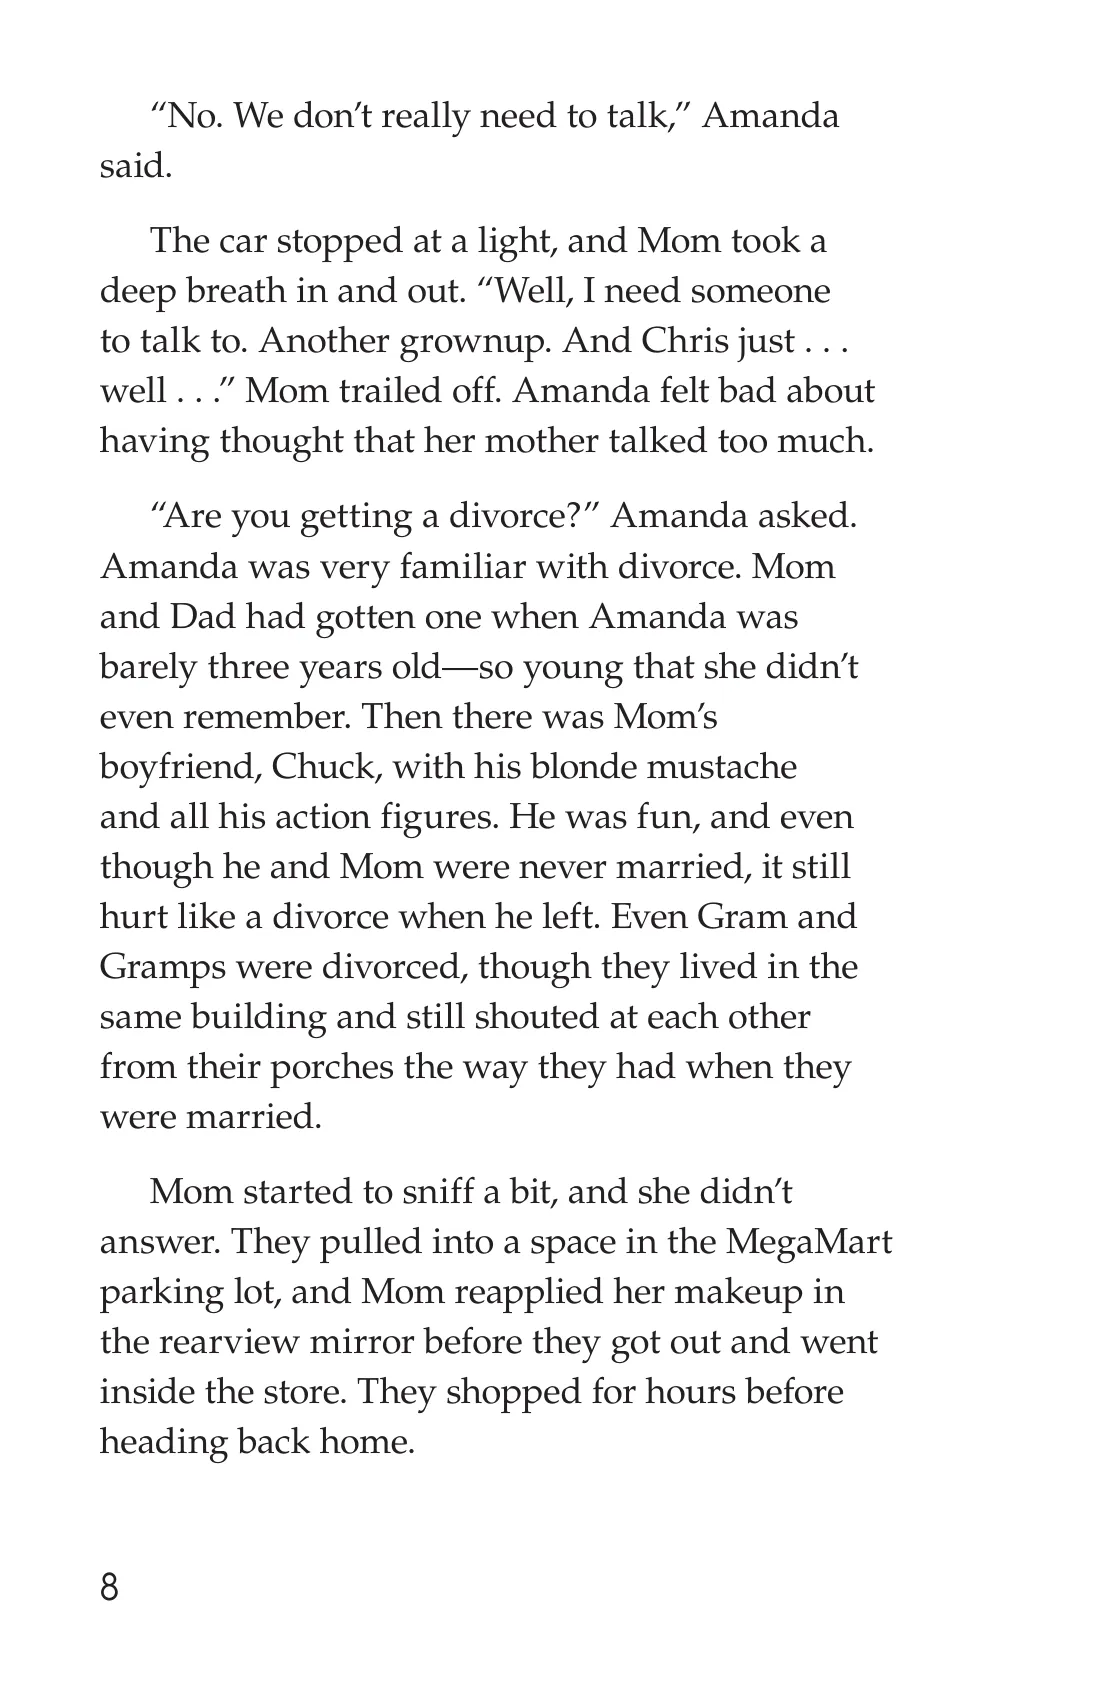 “No. We don’t really need to talk,” Amanda
said.
The car stopped at a light, and Mom took a
deep breath in and out. “Well, I need someone
to talk to. Another grownup. And Chris just . . .
well . . .” Mom trailed off. Amanda felt bad about
having thought that her mother talked too much.
“Are you getting a divorce?” Amanda asked.
Amanda was very familiar with divorce. Mom
and Dad had gotten one when Amanda was
barely three years old—so young that she didn’t
even remember. Then there was Mom’s
boyfriend, Chuck, with his blonde mustache
and all his action figures. He was fun, and even
though he and Mom were never married, it still
hurt like a divorce when he left. Even Gram and
Gramps were divorced, though they lived in the
same building and still shouted at each other
from their porches the way they had when they
were married.
Mom started to sniff a bit, and she didn’t
answer. They pulled into a space in the MegaMart
parking lot, and Mom reapplied her makeup in
the rearview mirror before they got out and went
inside the store. They shopped for hours before
heading back home.
8